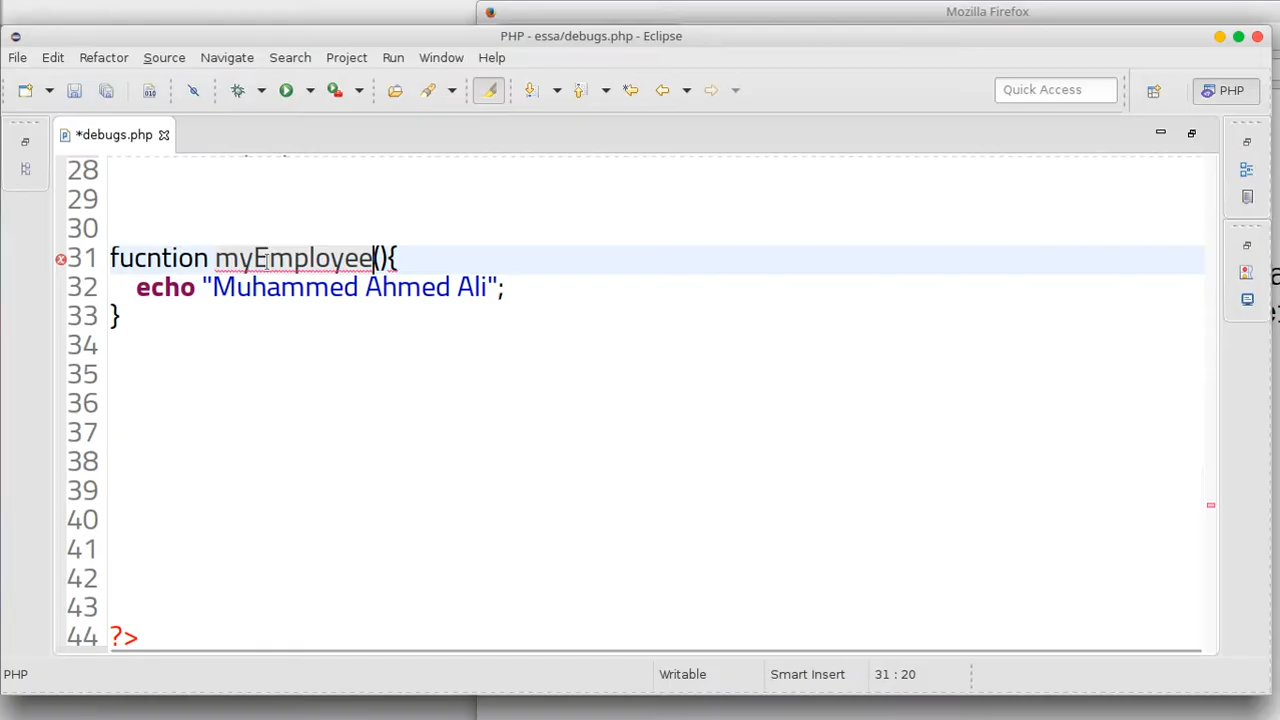 Mozilla Firefox
PHP - essa/debugs.php - Eclipse
File Edit Refactor Source Navigate Search Project Run Window Help
010
Quick Access
PHP
*debugs.php
28
29
30
31 fucntion myEmployee(){
32 echo "Muhammed Ahmed Ali";
33 }
34
35
36
37
38
39
40
41
42
43
44 ?>
PHP Writable Smart Insert 31 : 20